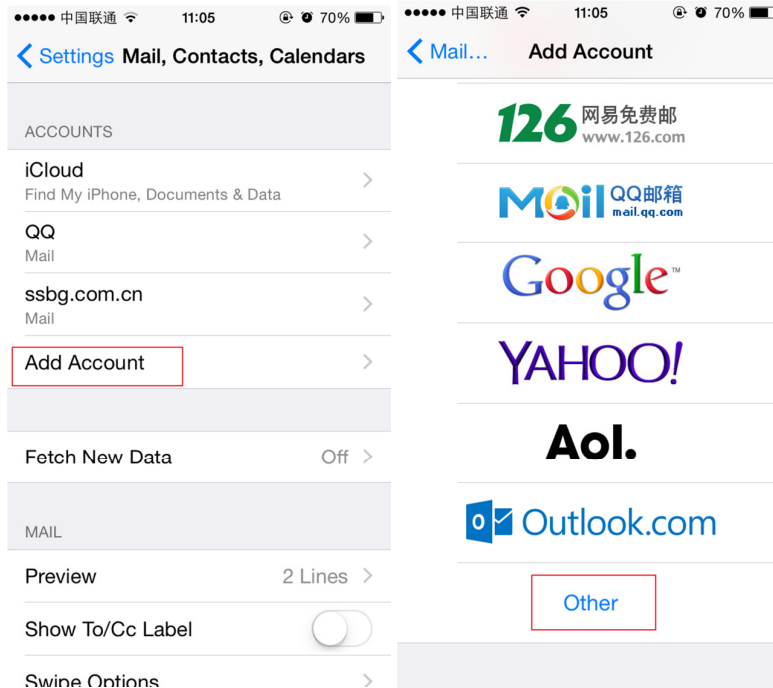 中国联通 11:05 70%
Settings Mail, Contacts, Calendars
ACCOUNTS
iCloud
Find My iPhone, Documents & Data
QQ
Mail
ssbg.com.cn
Mail
Add Account
Fetch New Data Off
MAIL
Preview 2 Lines
Show To/Cc Label
Swipe Options
中国联通 11:05 70%
Mail... Add Account
126 网易免费邮
www.126.com
Mail QQ邮箱
mail.qq.com
Google™
YAHOO!
Aol.
Outlook.com
Other